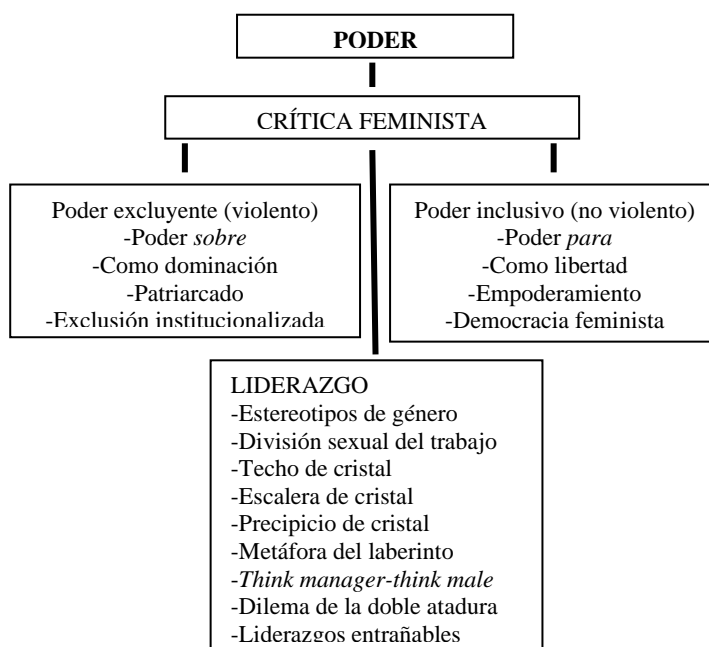 PODER
CRÍTICA FEMINISTA
Poder excluyente (violento)
-Poder sobre
-Como dominación
-Patriarcado
-Exclusión institucionalizada
Poder inclusivo (no violento)
-Poder para
-Como libertad
-Empoderamiento
-Democracia feminista
LIDERAZGO
-Estereotipos de género
-División sexual del trabajo
-Techo de cristal
-Escalera de cristal
-Precipicio de cristal
-Metáfora del laberinto
-Think manager-think male
-Dilema de la doble atadura
-Liderazgos entrañables